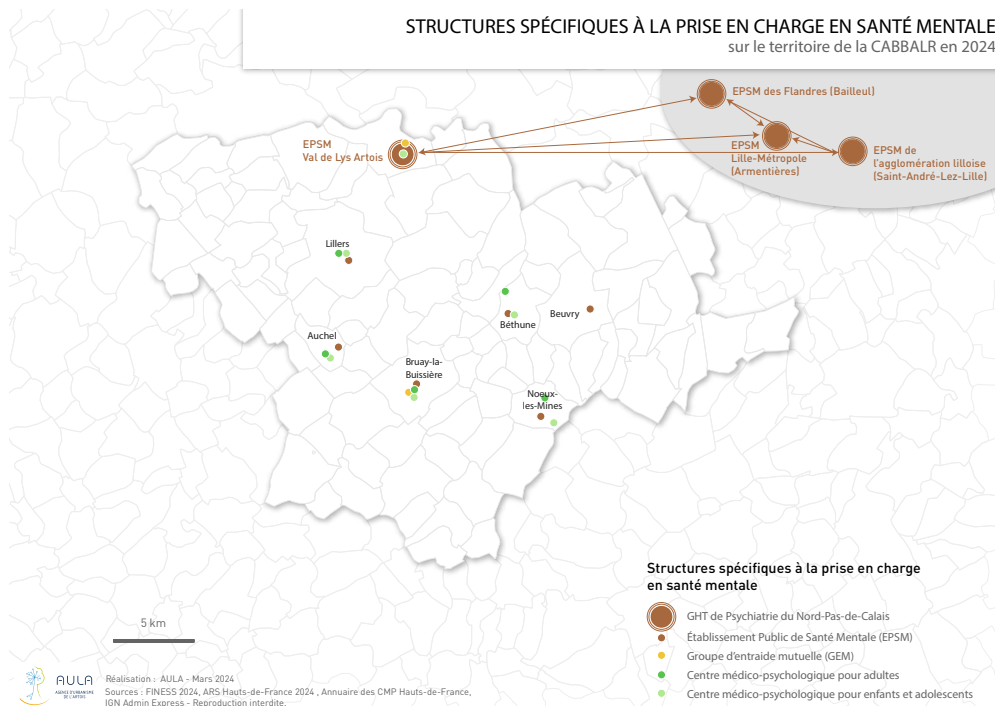 STRUCTURES SPÉCIFIQUES À LA PRISE EN CHARGE EN SANTÉ MENTALE
sur le territoire de la CABBALR en 2024
EPSM des Flandres (Bailleul)
EPSM
Val de Lys Artois
EPSM
Lille-Métropole
(Armentières)
EPSM de
l'agglomération lilloise
(Saint-André-Lez-Lille)
Lillers
Béthune
Beuvry
Auchel
Bruay-la-
Buissière
Noeux-
les-Mines
Structures spécifiques à la prise en charge
en santé mentale
GHT de Psychiatrie du Nord-Pas-de-Calais
Établissement Public de Santé Mentale (EPSM)
Groupe d'entraide mutuelle (GEM)
Centre médico-psychologique pour adultes
Centre médico-psychologique pour enfants et adolescents
5 km
AULA
AGENCE D'URBANISME
DE L'ARTOIS
Réalisation : AULA - Mars 2024
Sources : FINESS 2024, ARS Hauts-de-France 2024 , Annuaire des CMP Hauts-de-France,
IGN Admin Express - Reproduction interdite.